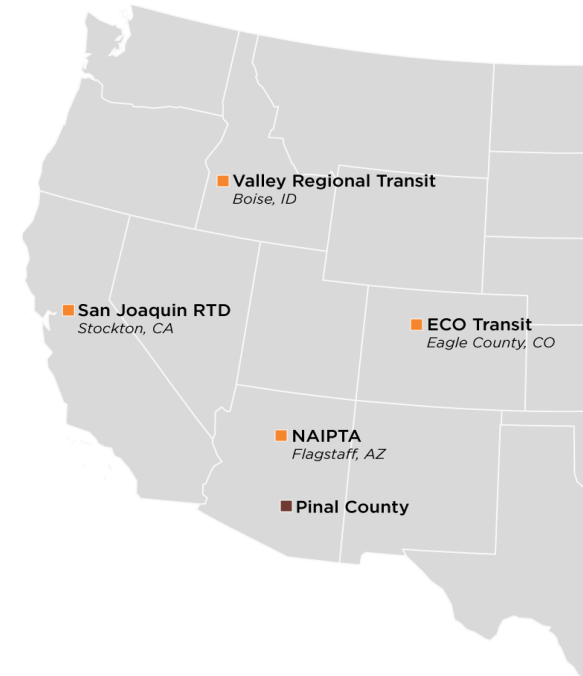 Valley Regional Transit
Boise, ID
San Joaquin RTD
Stockton, CA
ECO Transit
Eagle County, CO
NAIPTA
Flagstaff, AZ
Pinal County